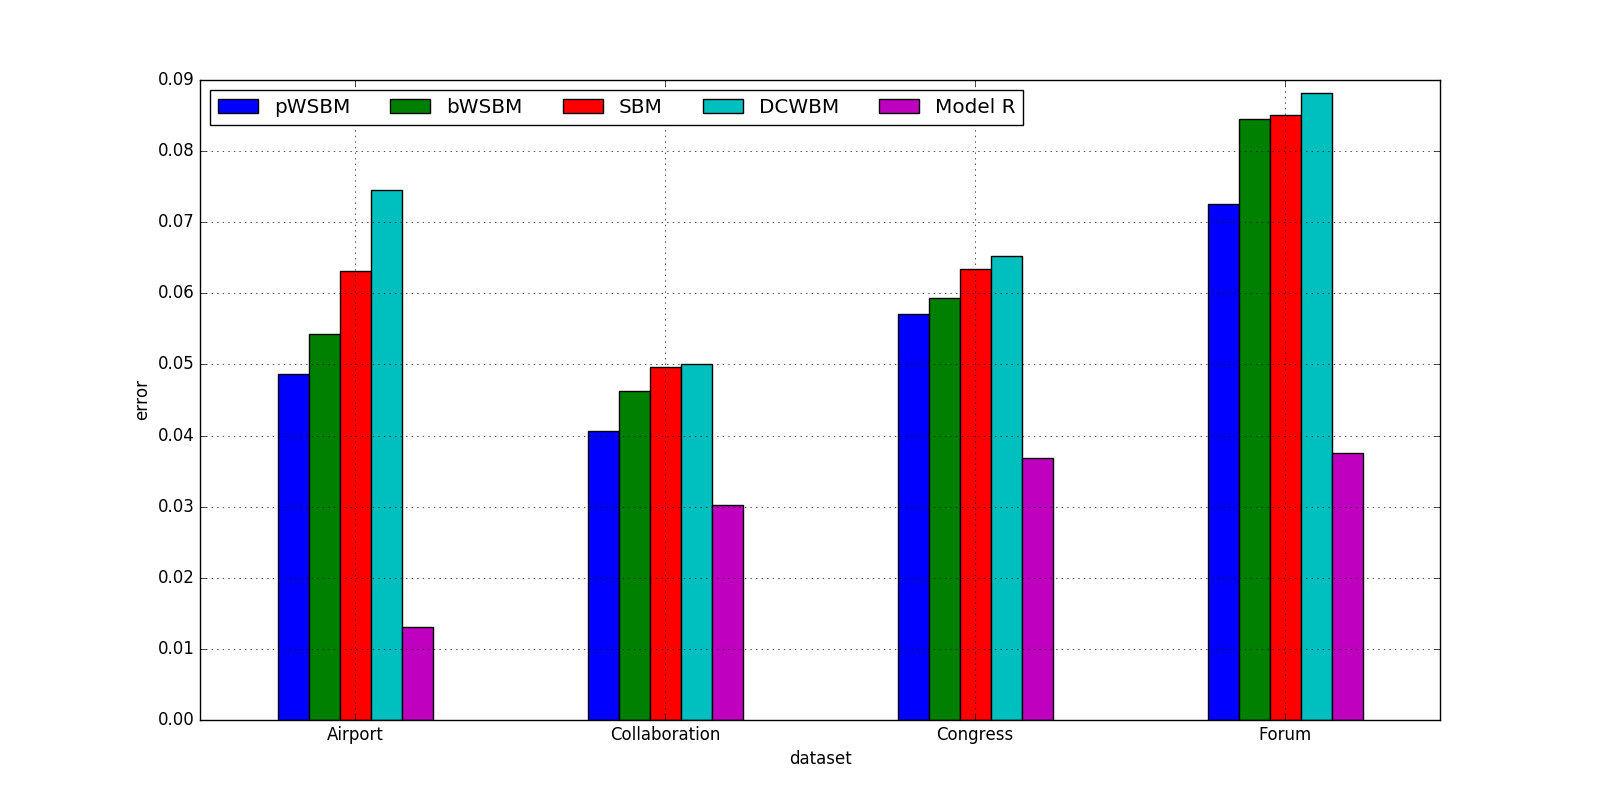 0.09
pWSBM bWSBM SBM DCWBM Model R
0.08
0.07
0.06
0.05
error
0.04
0.03
0.02
0.01
0.00
Airport Collaboration Congress Forum
dataset